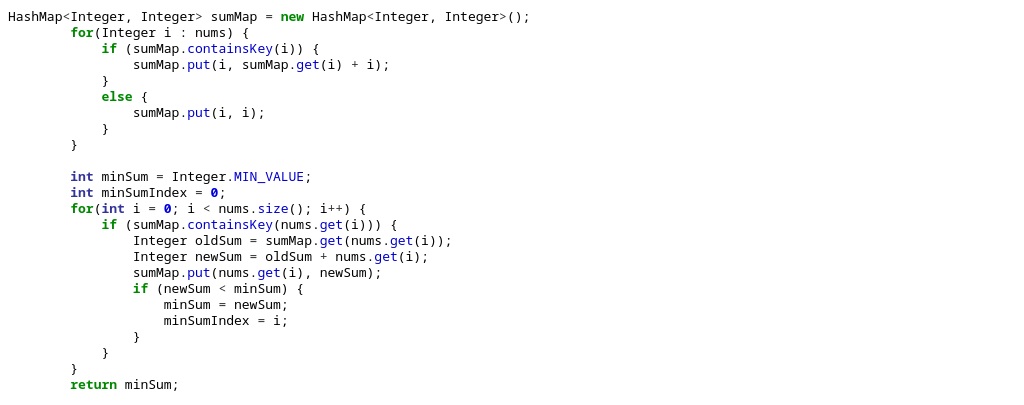 HashMap<Integer, Integer> sumMap = new HashMap<Integer, Integer>();
        for(Integer i : nums) {
            if (sumMap.containsKey(i)) {
                sumMap.put(i, sumMap.get(i) + i);
            }
            else {
                sumMap.put(i, i);
            }
        }

        int minSum = Integer.MIN_VALUE;
        int minSumIndex = 0;
        for(int i = 0; i < nums.size(); i++) {
            if (sumMap.containsKey(nums.get(i))) {
                Integer oldSum = sumMap.get(nums.get(i));
                Integer newSum = oldSum + nums.get(i);
                sumMap.put(nums.get(i), newSum);
                if (newSum < minSum) {
                    minSum = newSum;
                    minSumIndex = i;
                }
            }
        }
        return minSum;